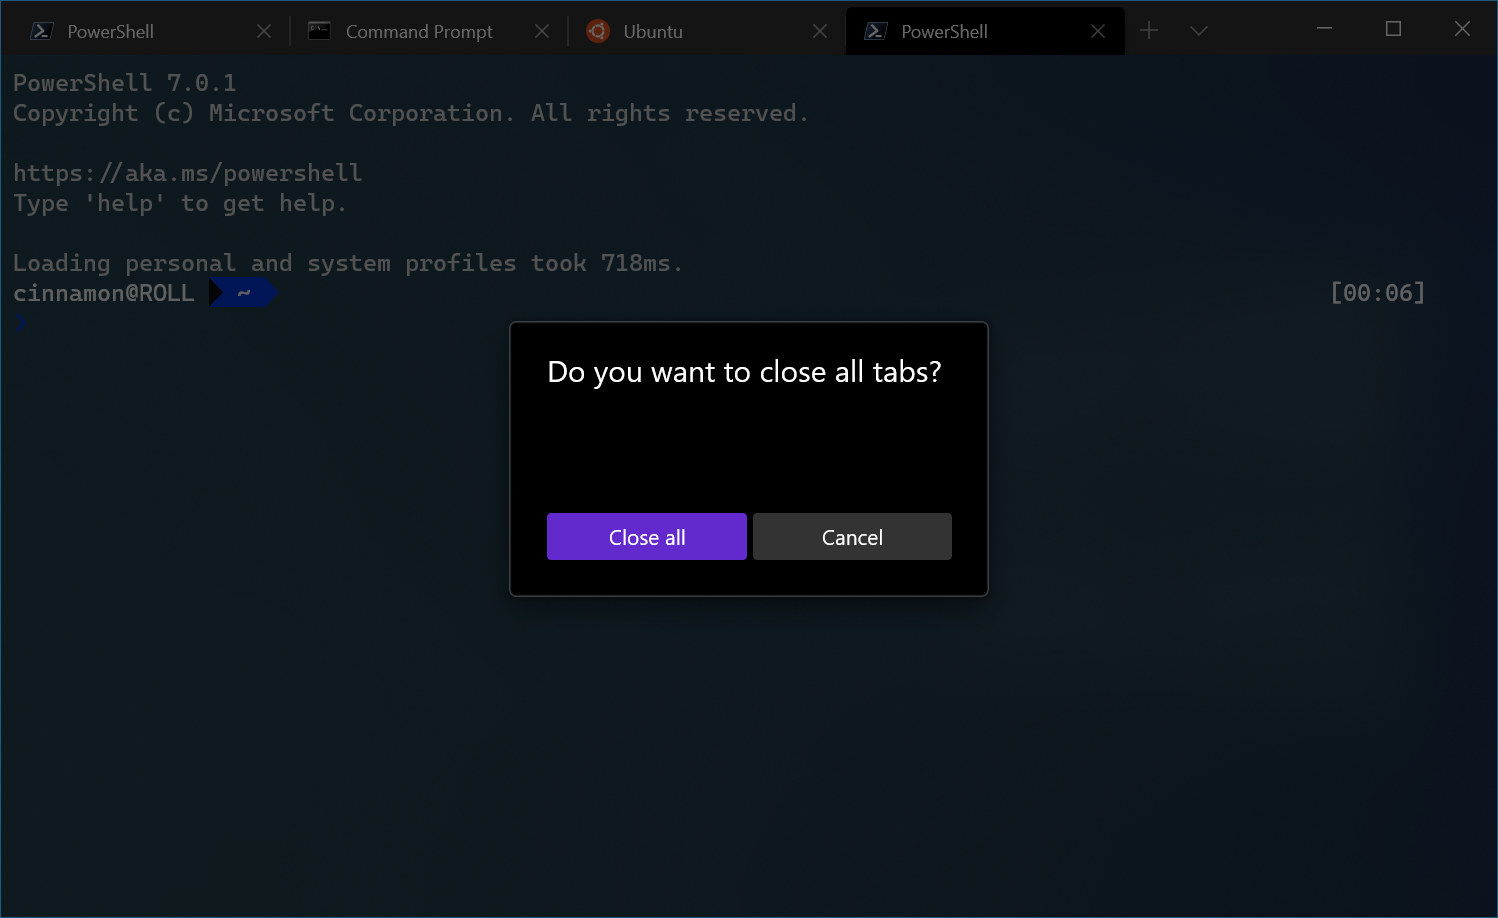 PowerShell
Command Prompt
Ubuntu
PowerShell
PowerShell 7.0.1
Copyright (c) Microsoft Corporation. All rights reserved.
https://aka.ms/powershell
Type 'help' to get help.
Loading personal and system profiles took 718ms.
cinnamon@ROLL ~ [00:06]
❯
Do you want to close all tabs?
Close all
Cancel